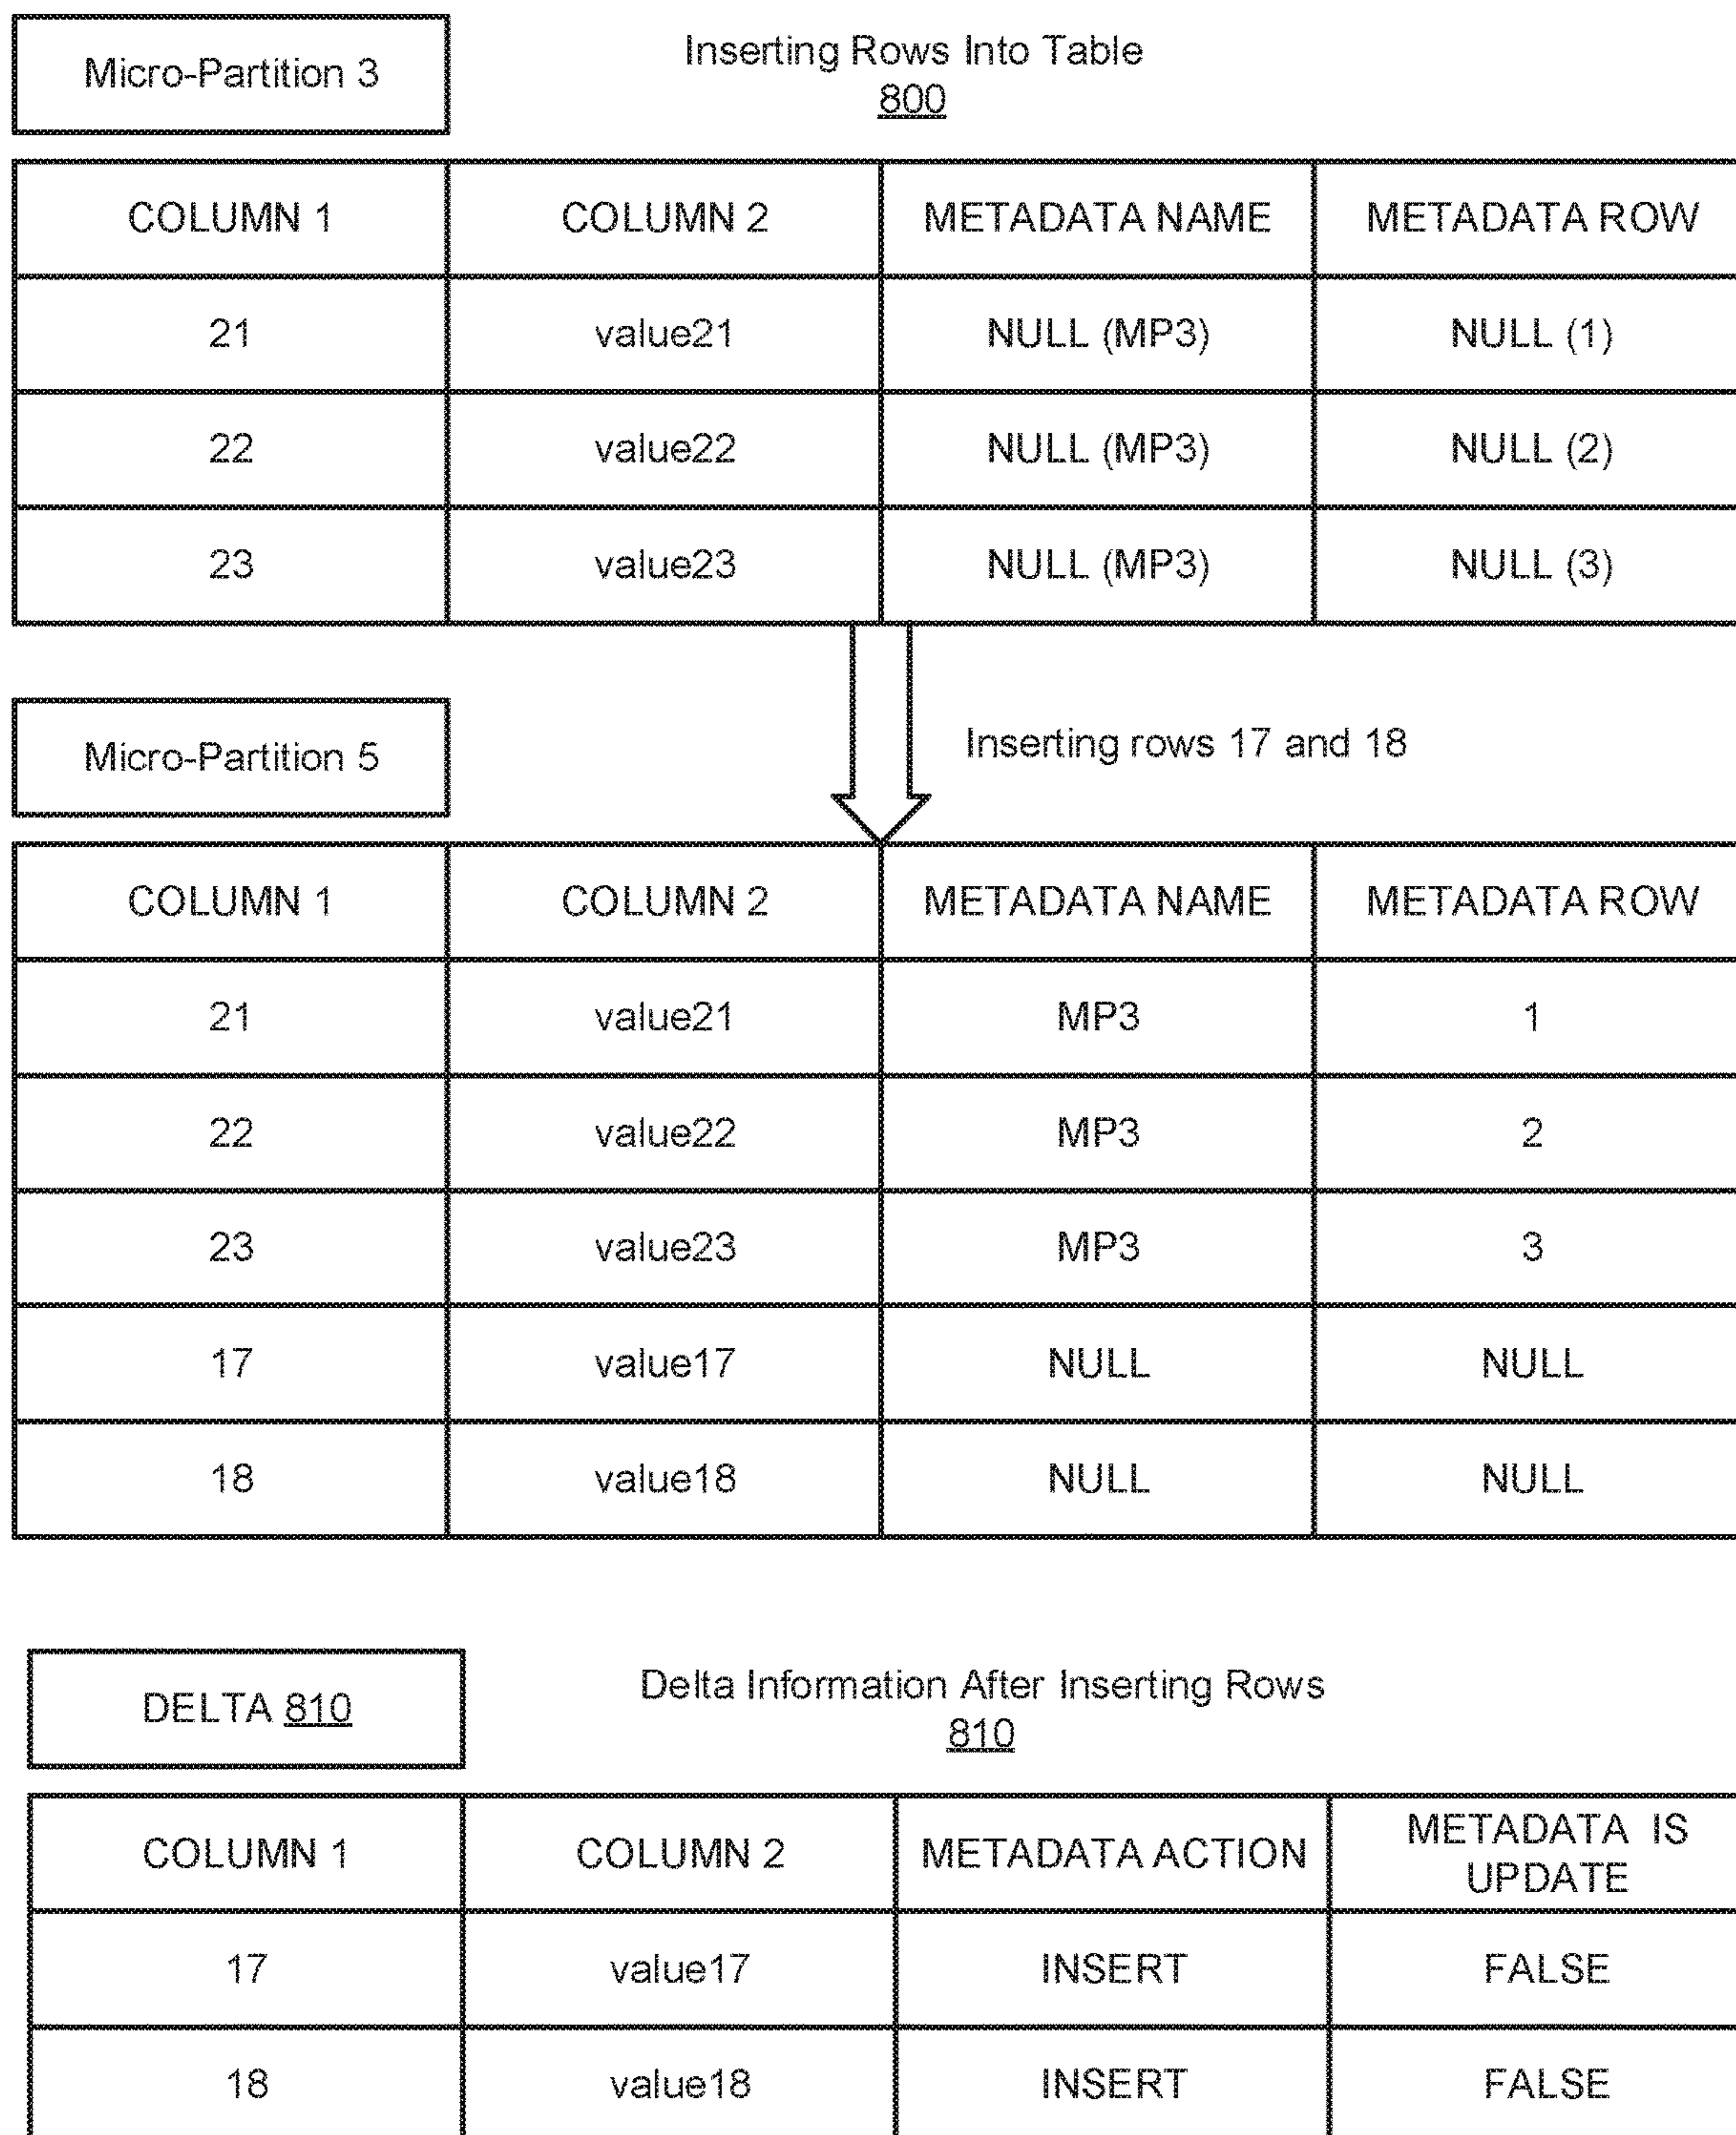 Micro-Partition 3
Inserting Rows Into Table
800
COLUMN 1 COLUMN 2 METADATA NAME METADATA ROW
21 value21 NULL (MP3) NULL (1)
22 value22 NULL (MP3) NULL (2)
23 value23 NULL (MP3) NULL (3)
Micro-Partition 5
Inserting rows 17 and 18
COLUMN 1 COLUMN 2 METADATA NAME METADATA ROW
21 value21 MP3 1
22 value22 MP3 2
23 value23 MP3 3
17 value17 NULL NULL
18 value18 NULL NULL
DELTA 810
Delta Information After Inserting Rows
810
COLUMN 1 COLUMN 2 METADATA ACTION METADATA IS UPDATE
17 value17 INSERT FALSE
18 value18 INSERT FALSE